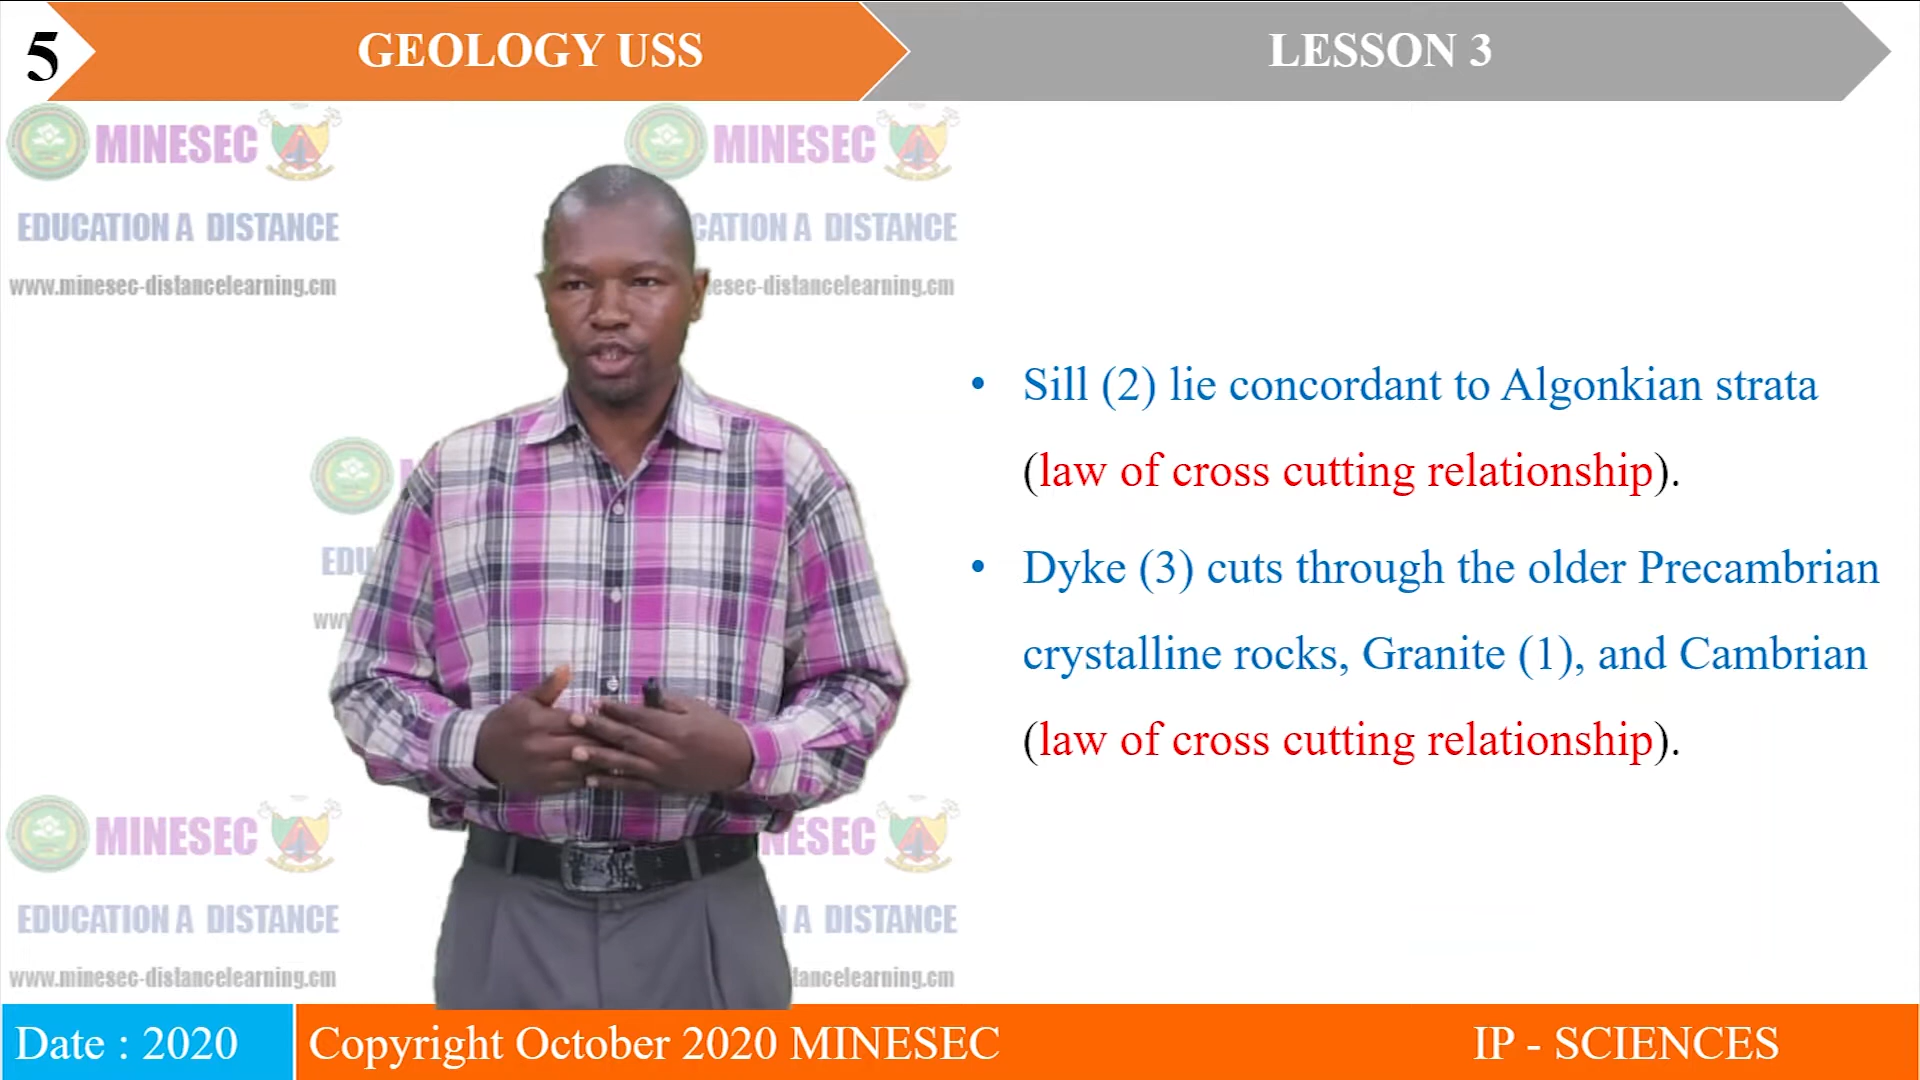 5
GEOLOGY USS
LESSON 3
MINESEC
MINESEC
EDUCATION A DISTANCE
CATION A DISTANCE
www.minesec-distancelearning.cm
esec-distancelearning.cm
• Sill (2) lie concordant to Algonkian strata
(law of cross cutting relationship).
• Dyke (3) cuts through the older Precambrian
crystalline rocks, Granite (1), and Cambrian
(law of cross cutting relationship).
EDU
www
MINESEC
NESEC
EDUCATION A DISTANCE
A DISTANCE
www.minesec-distancelearning.cm
tancelearning.cm
Date : 2020
Copyright October 2020 MINESEC
IP - SCIENCES